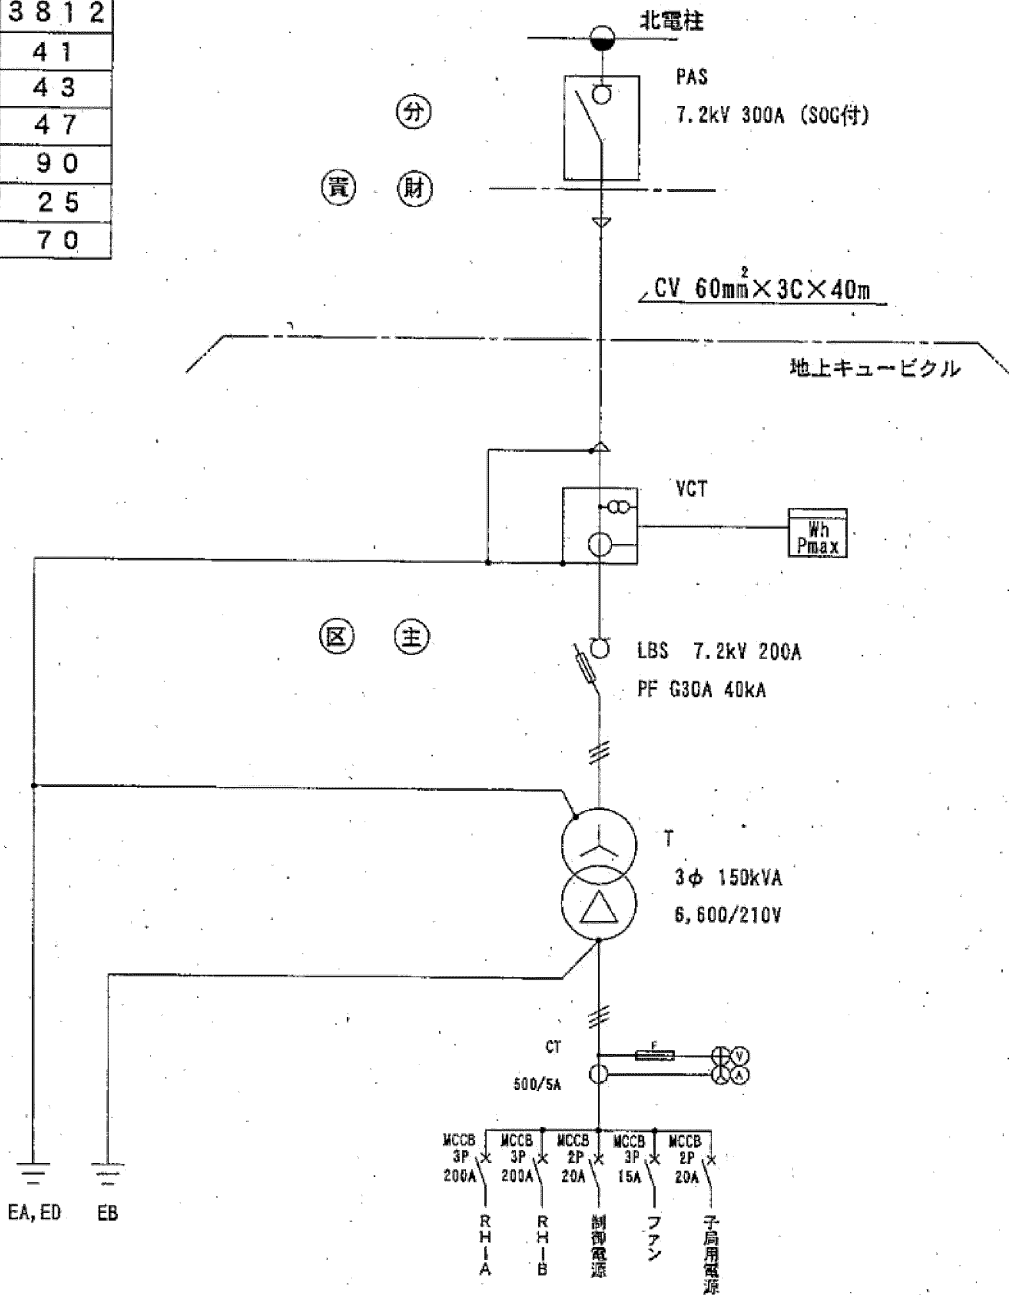 3812
41
43
47
90
25
70
北電柱
PAS
7.2kV 300A (SOG付)
分
責 財
CV 60mm²×3C×40m
地上キュービクル
VCT
Wh
Pmax
区 主
LBS 7.2kV 200A
PF G30A 40kA
T
3φ 150kVA
6,600/210V
CT
500/5A
F
V
A
MCCB
3P
200A
RH-A
MCCB
3P
200A
RH-B
MCCB
2P
20A
制御電源
MCCB
3P
15A
ファン
MCCB
2P
20A
子局用電源
EA,ED
EB